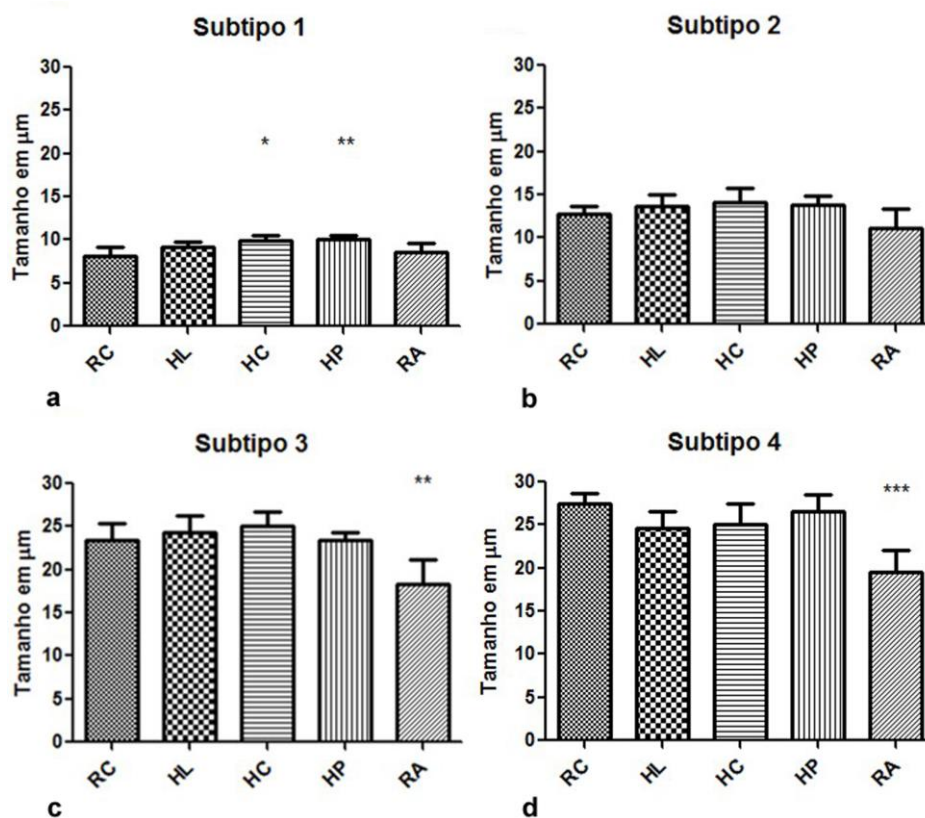 Subtipo 1
Tamanho em µm
30
25
20
15
10
5
0
* **
RC HL HC HP RA
a
Subtipo 2
Tamanho em µm
30
25
20
15
10
5
0
RC HL HC HP RA
b
Subtipo 3
Tamanho em µm
30
25
20
15
10
5
0
**
RC HL HC HP RA
c
Subtipo 4
Tamanho em µm
30
25
20
15
10
5
0
***
RC HL HC HP RA
d